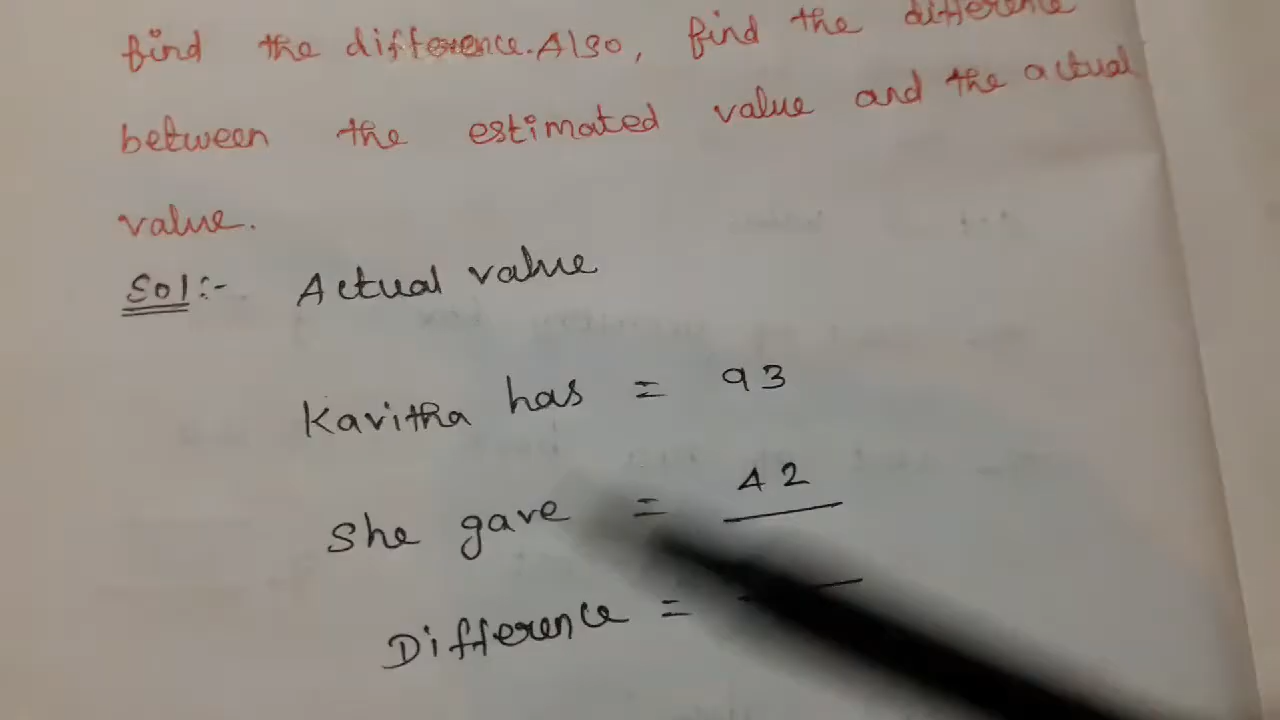 find the difference. Also, find the difference
between the estimated value and the actual
value.
Sol:- Actual value
Kavitha has = 93
She gave = 42
Difference =